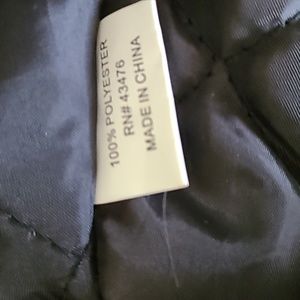 100% POLYESTER
RN# 43476
MADE IN CHINA